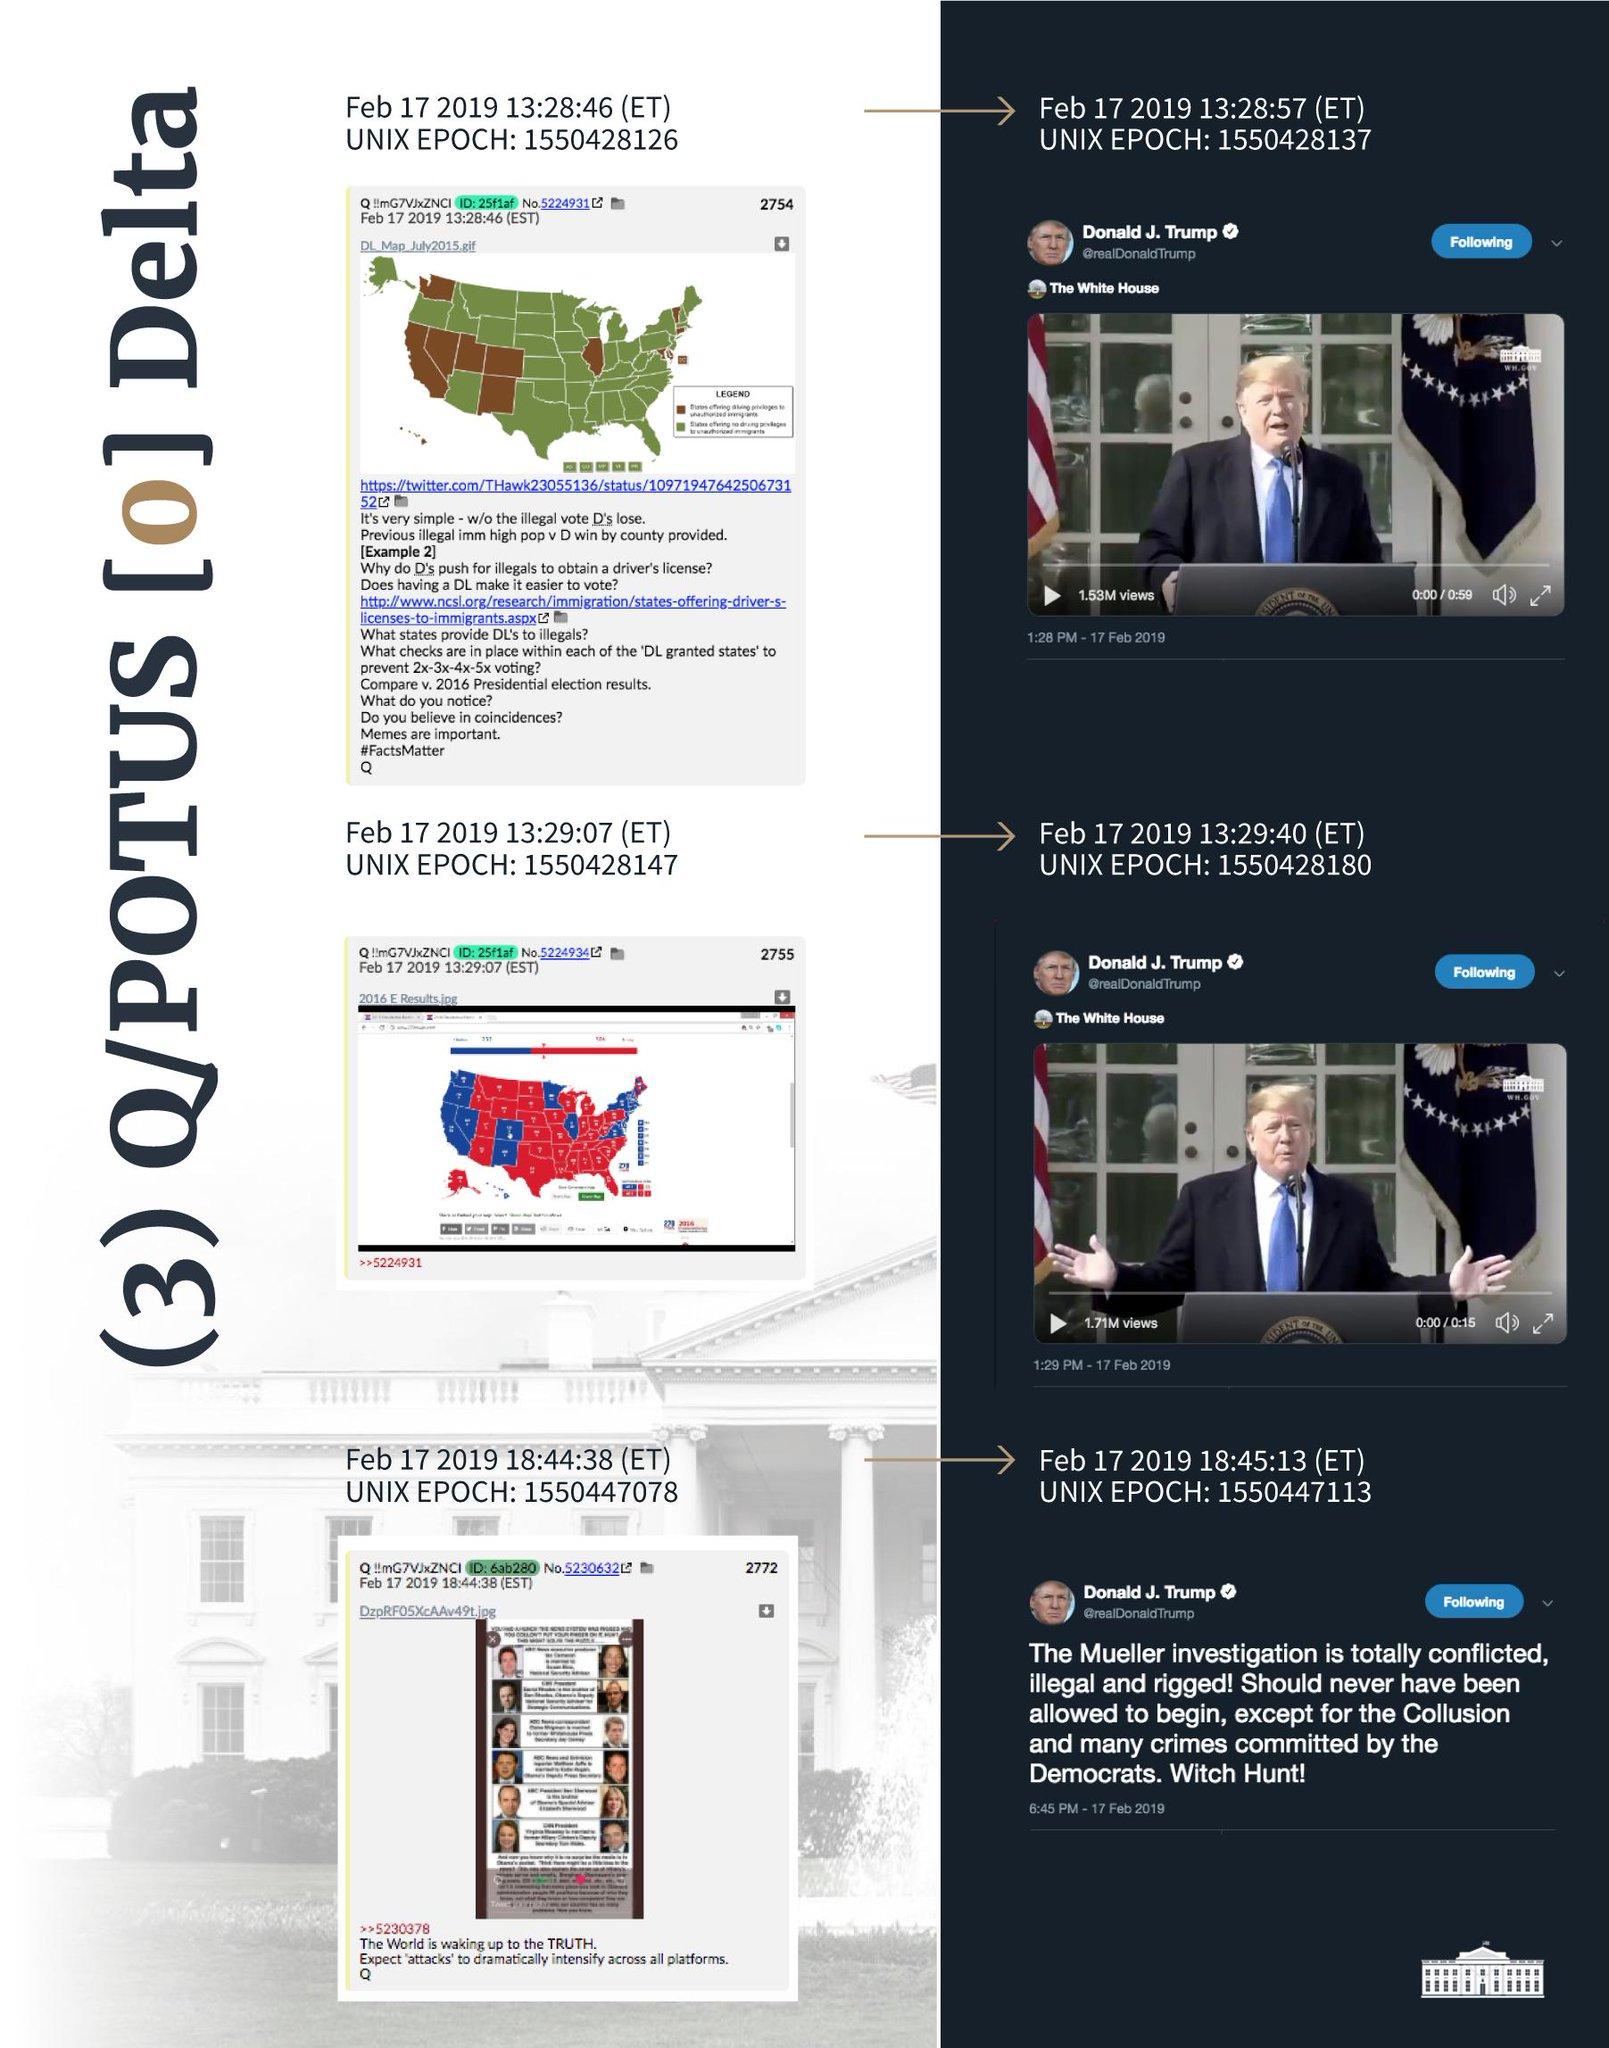 (3) Q/POTUS [0] Delta
Feb 17 2019 13:28:46 (ET)
UNIX EPOCH: 1550428126
Q !!mG7VJxZNCI ID: 25f1af No.5224931 2754
Feb 17 2019 13:28:46 (EST)
DL_Map_July2015.gif
LEGEND
States offering driving privileges to
unauthorized immigrants
States offering no driving privileges
to unauthorized immigrants
https://twitter.com/THawk23055136/status/10971947642506731
52
It's very simple - w/o the illegal vote D's lose.
Previous illegal imm high pop v D win by county provided.
[Example 2]
Why do D's push for illegals to obtain a driver's license?
Does having a DL make it easier to vote?
http://www.ncsl.org/research/immigration/states-offering-driver-s-
licenses-to-immigrants.aspx
What states provide DL's to illegals?
What checks are in place within each of the 'DL granted states' to
prevent 2x-3x-4x-5x voting?
Compare v. 2016 Presidential election results.
What do you notice?
Do you believe in coincidences?
Memes are important.
#FactsMatter
Q
Feb 17 2019 13:28:57 (ET)
UNIX EPOCH: 1550428137
Donald J. Trump
@realDonaldTrump
Following
The White House
WH.GOV
1.53M views
0:00 / 0:59
1:28 PM - 17 Feb 2019
Feb 17 2019 13:29:07 (ET)
UNIX EPOCH: 1550428147
Q !!mG7VJxZNCI ID: 25f1af No.5224934 2755
Feb 17 2019 13:29:07 (EST)
2016 E Results.jpg
270
2016
>>5224931
Feb 17 2019 13:29:40 (ET)
UNIX EPOCH: 1550428180
Donald J. Trump
@realDonaldTrump
Following
The White House
WH.GOV
1.71M views
0:00 / 0:15
1:29 PM - 17 Feb 2019
Feb 17 2019 18:44:38 (ET)
UNIX EPOCH: 1550447078
Q !!mG7VJxZNCI ID: 6ab280 No.5230632 2772
Feb 17 2019 18:44:38 (EST)
DzpRF05XcAAv49t.jpg
>>5230378
The World is waking up to the TRUTH.
Expect 'attacks' to dramatically intensify across all platforms.
Q
Feb 17 2019 18:45:13 (ET)
UNIX EPOCH: 1550447113
Donald J. Trump
@realDonaldTrump
Following
The Mueller investigation is totally conflicted,
illegal and rigged! Should never have been
allowed to begin, except for the Collusion
and many crimes committed by the
Democrats. Witch Hunt!
6:45 PM - 17 Feb 2019